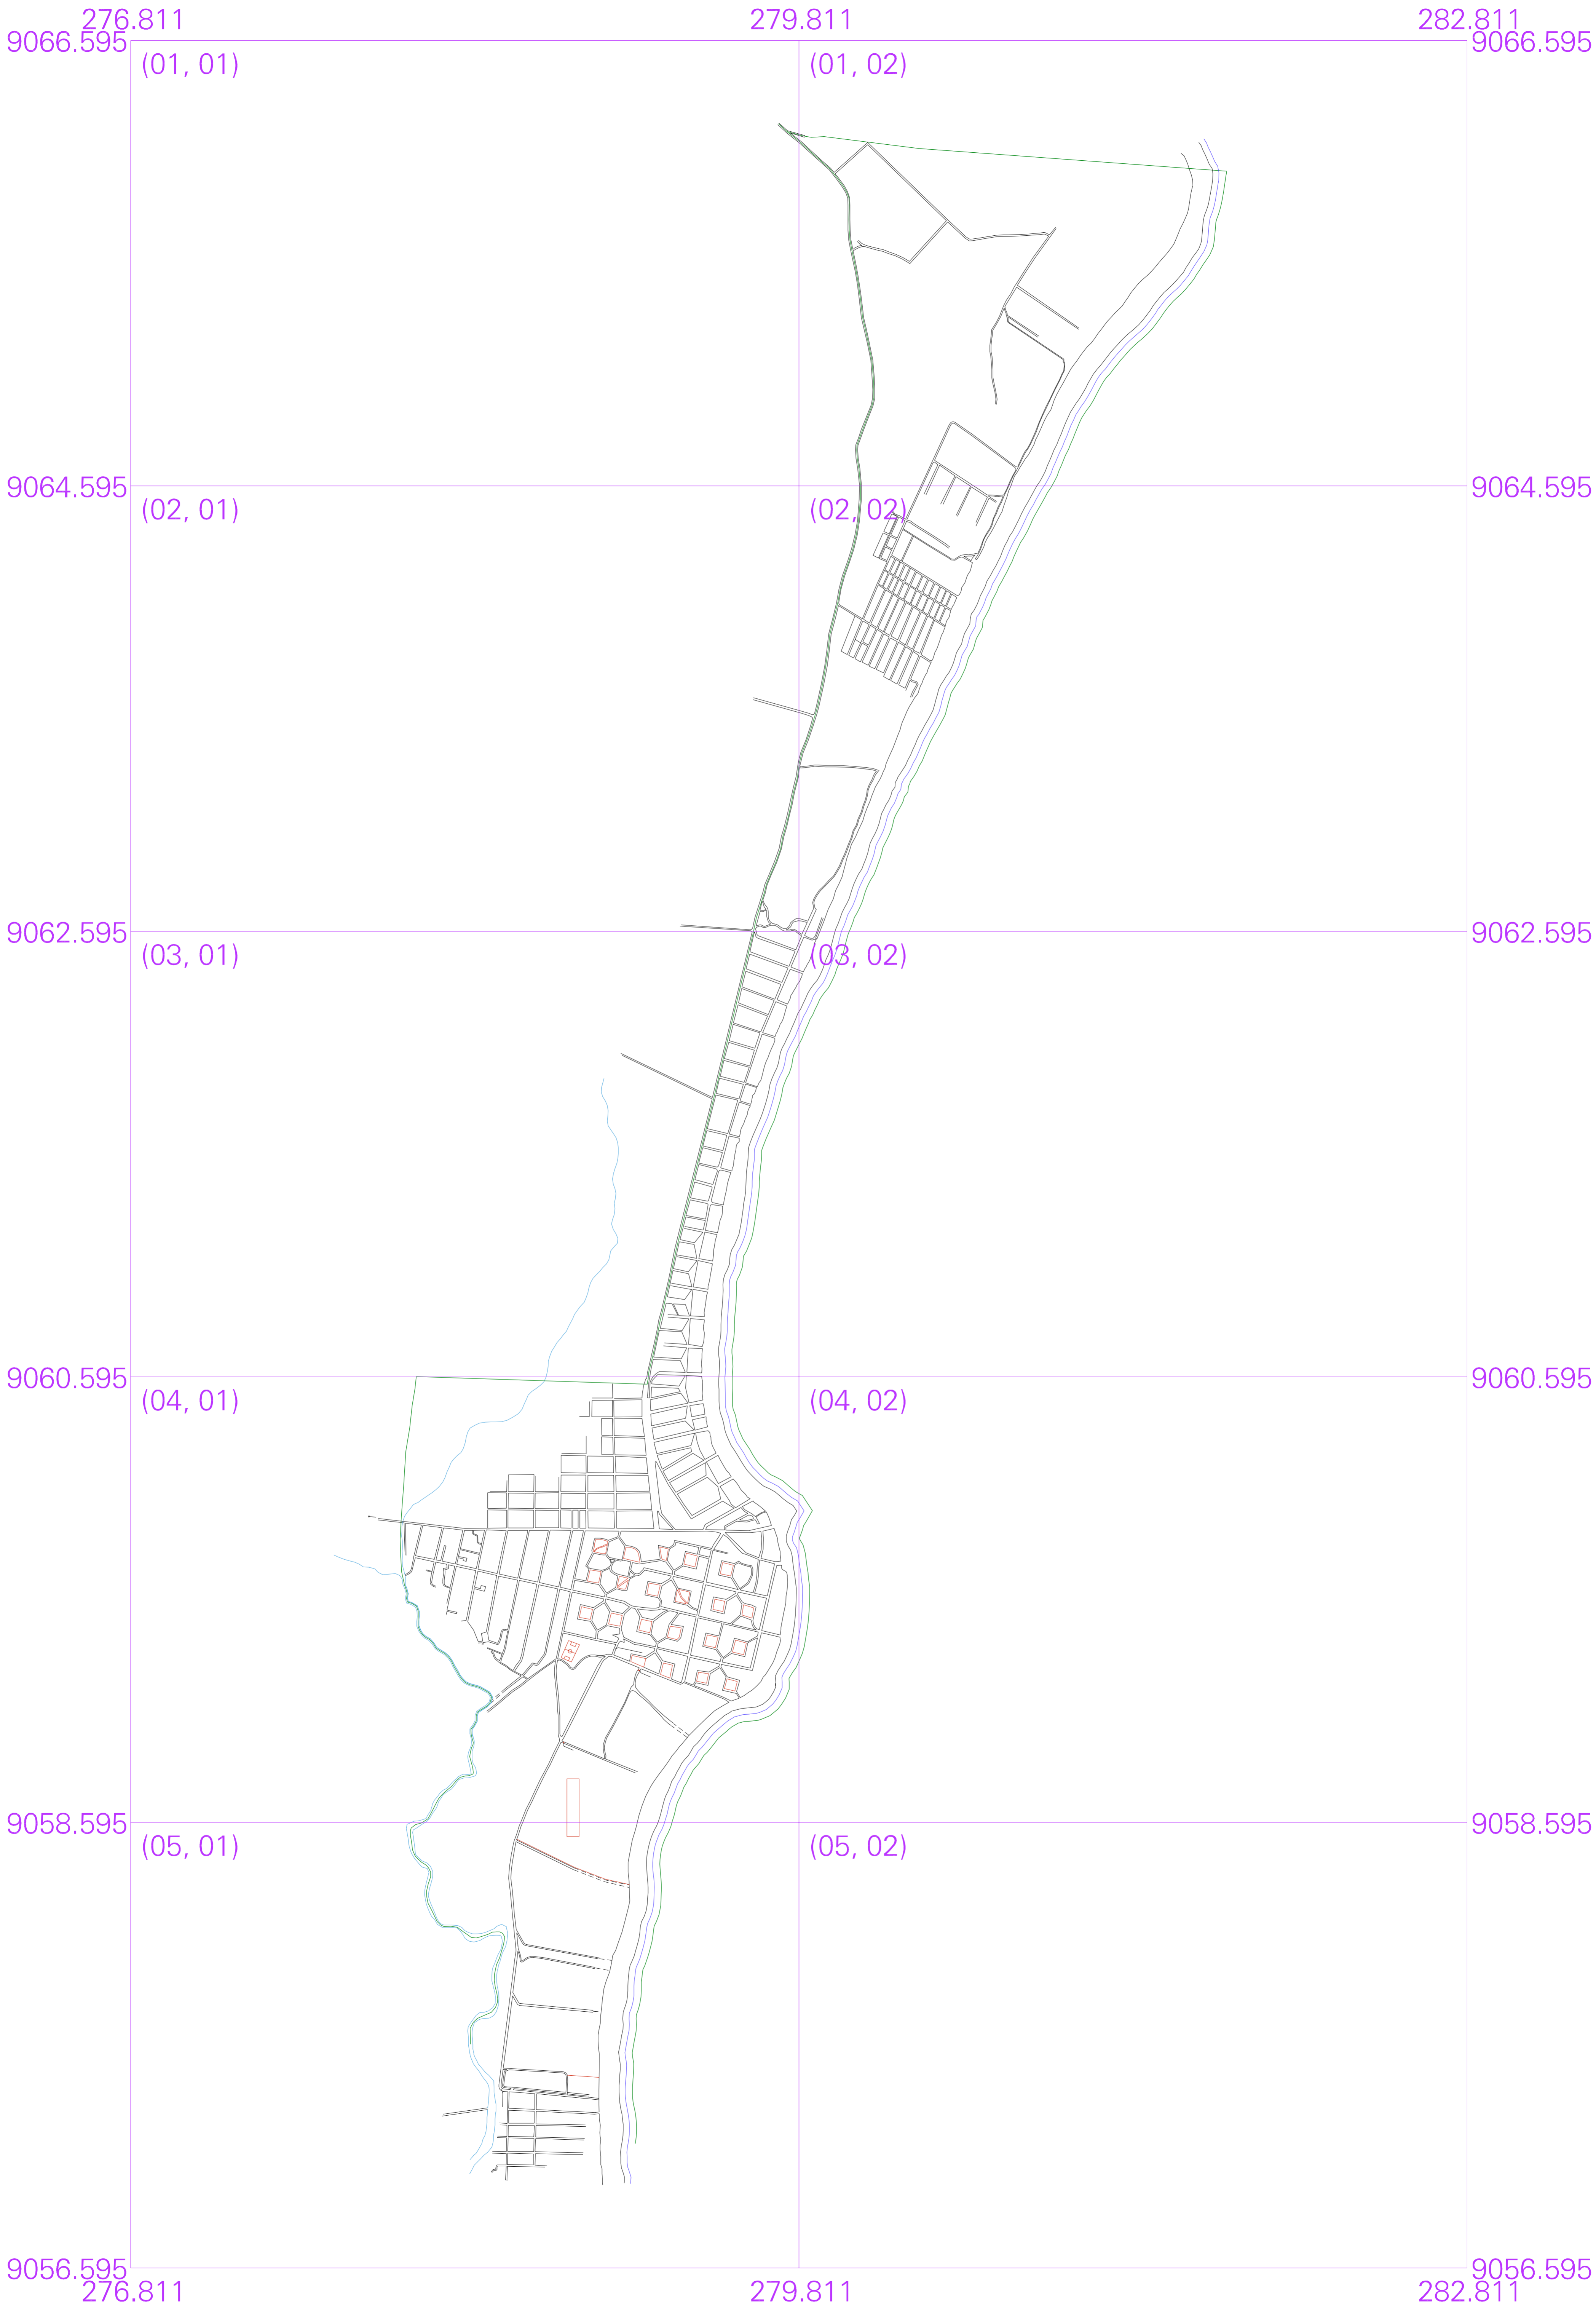 276.811 279.811 282.811
9066.595 9066.595
(01, 01) (01, 02)
9064.595 9064.595
(02, 01) (02, 02)
9062.595 9062.595
(03, 01) (03, 02)
9060.595 9060.595
(04, 01) (04, 02)
9058.595 9058.595
(05, 01) (05, 02)
9056.595 9056.595
276.811 279.811 282.811